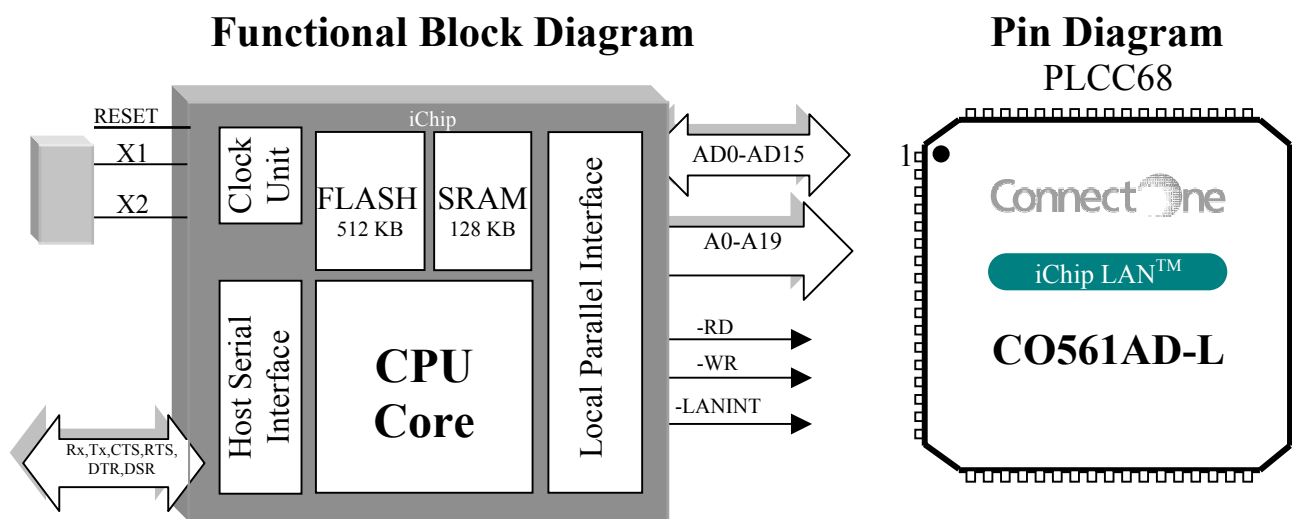 Functional Block Diagram
Pin Diagram
PLCC68
iChip
RESET
X1
X2
Clock
Unit
FLASH
512 KB
SRAM
128 KB
Local Parallel Interface
AD0-AD15
A0-A19
-RD
-WR
-LANINT
Host Serial
Interface
CPU
Core
Rx,Tx,CTS,RTS,
DTR,DSR
1
Connect One
iChip LAN™
CO561AD-L